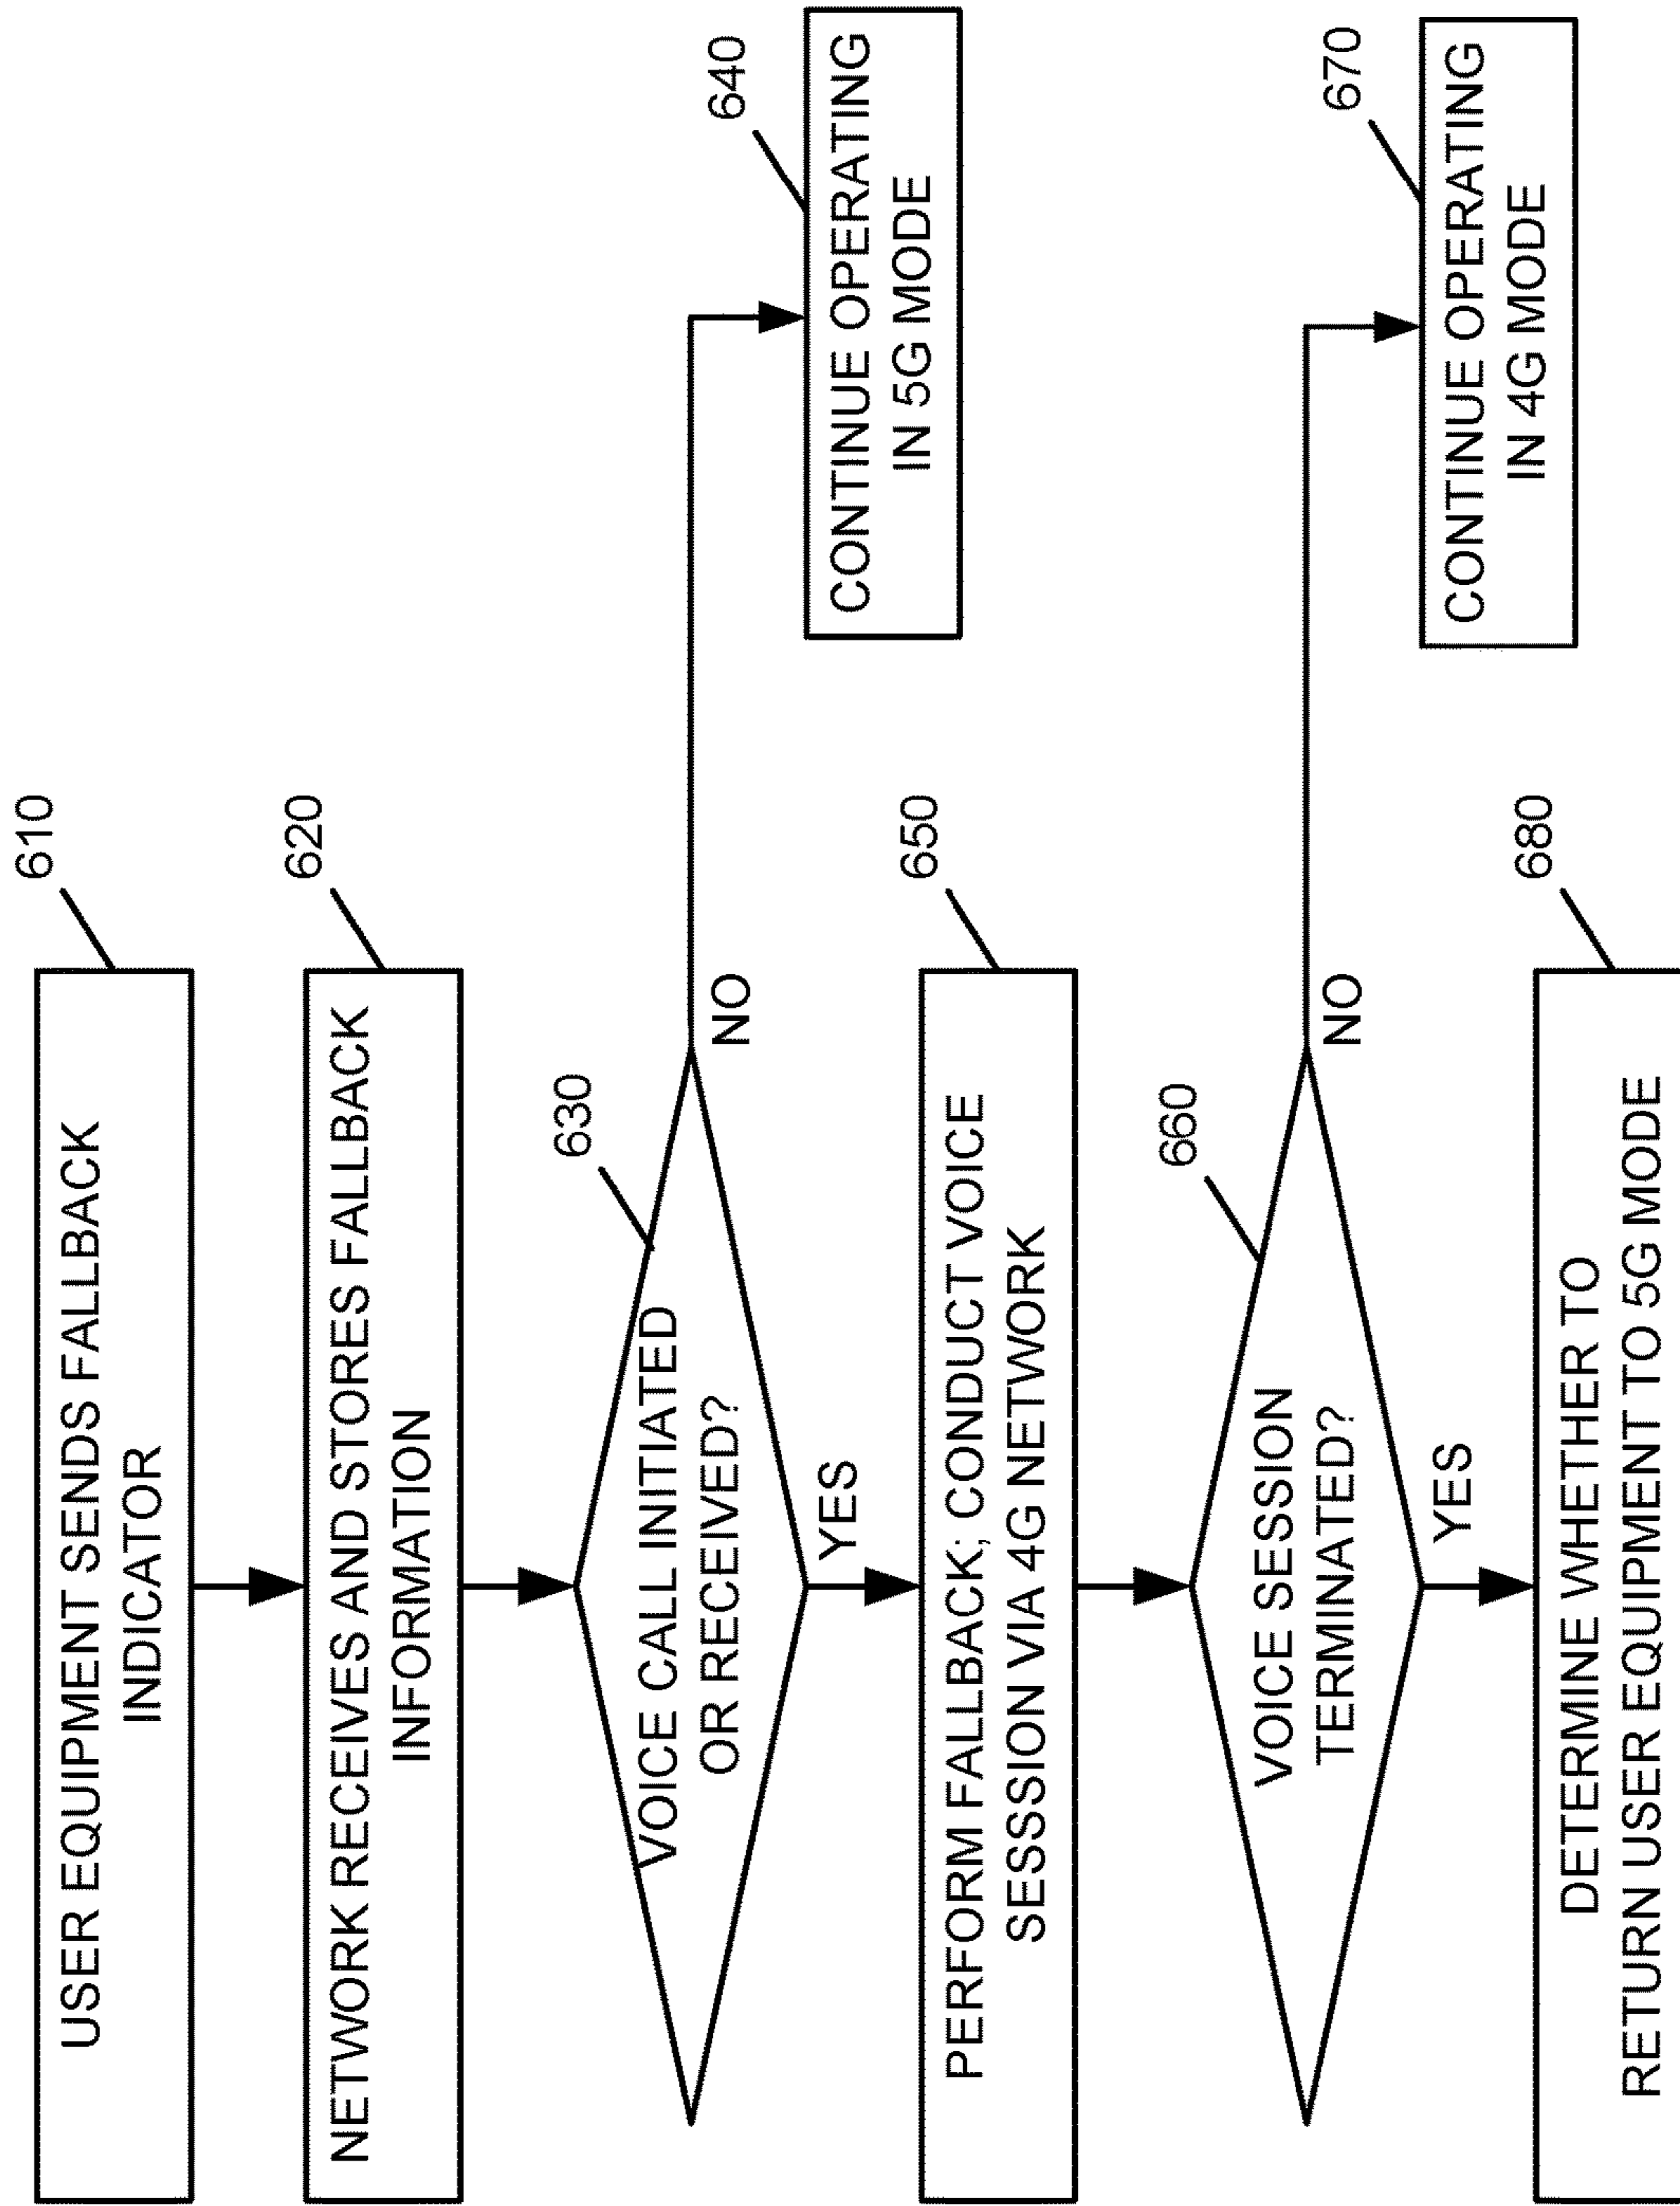 610
USER EQUIPMENT SENDS FALLBACK
INDICATOR
620
NETWORK RECEIVES AND STORES FALLBACK
INFORMATION
630
VOICE CALL INITIATED
OR RECEIVED?
NO
640
CONTINUE OPERATING
IN 5G MODE
YES
650
PERFORM FALLBACK; CONDUCT VOICE
SESSSION VIA 4G NETWORK
660
VOICE SESSION
TERMINATED?
NO
670
CONTINUE OPERATING
IN 4G MODE
YES
680
DETERMINE WHETHER TO
RETURN USER EQUIPMENT TO 5G MODE